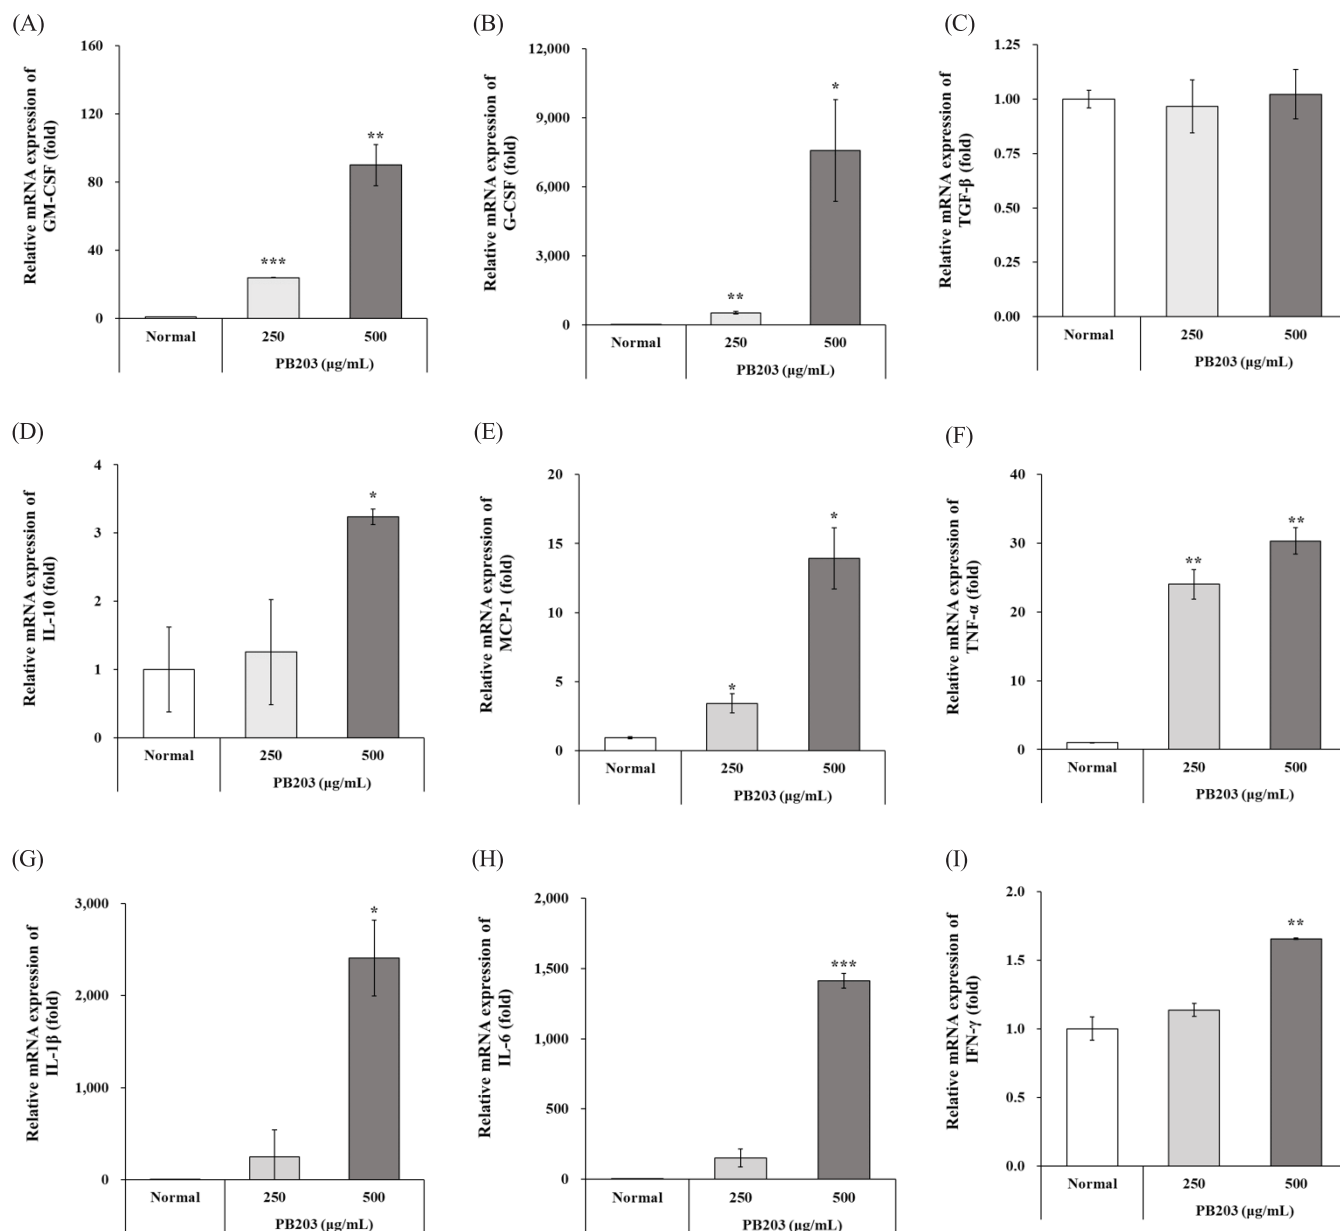 (A)
Relative mRNA expression of
GM-CSF (fold)
160
120
80
40
0
***
**
Normal
250
500
PB203 (µg/mL)
(B)
Relative mRNA expression of
G-CSF (fold)
12,000
9,000
6,000
3,000
0
**
*
Normal
250
500
PB203 (µg/mL)
(C)
Relative mRNA expression of
TGF-β (fold)
1.25
1.00
0.75
0.50
0.25
0.00
Normal
250
500
PB203 (µg/mL)
(D)
Relative mRNA expression of
IL-10 (fold)
4
3
2
1
0
*
Normal
250
500
PB203 (µg/mL)
(E)
Relative mRNA expression of
MCP-1 (fold)
20
15
10
5
0
*
*
Normal
250
500
PB203 (µg/mL)
(F)
Relative mRNA expression of
TNF-α (fold)
40
30
20
10
0
**
**
Normal
250
500
PB203 (µg/mL)
(G)
Relative mRNA expression of
IL-1β (fold)
3,000
2,000
1,000
0
*
Normal
250
500
PB203 (µg/mL)
(H)
Relative mRNA expression of
IL-6 (fold)
2,000
1,500
1,000
500
0
***
Normal
250
500
PB203 (µg/mL)
(I)
Relative mRNA expression of
IFN-γ (fold)
2.0
1.5
1.0
0.5
0.0
**
Normal
250
500
PB203 (µg/mL)